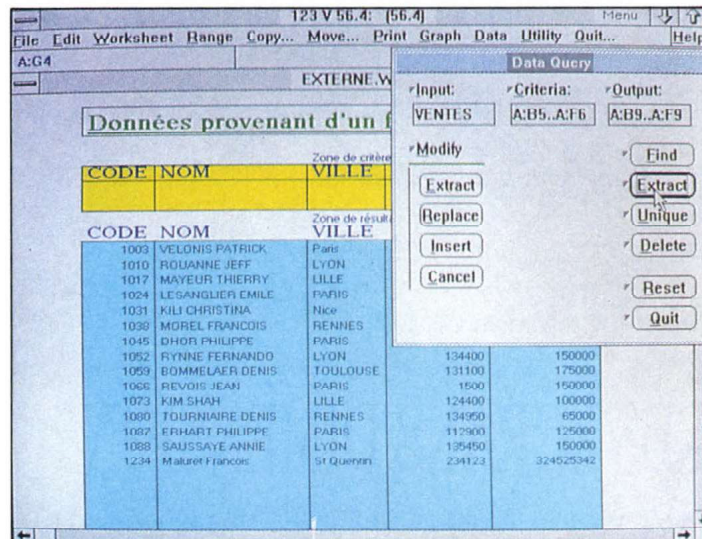 123 V 56.4: (56.4)
Menu
File Edit Worksheet Range Copy... Move... Print Graph Data Utility Quit... Help
A:G4
EXTERNE.W
Données provenant d'un f
Zone de critère
CODE NOM VILLE
Zone de résulta
CODE NOM VILLE
1003 VELONIS PATRICK Paris
1010 ROUANNE JEFF LYON
1017 MAYEUR THIERRY LILLE
1024 LESANGLIER EMILE PARIS
1031 KILI CHRISTINA Nice
1038 MOREL FRANCOIS RENNES
1045 DHOR PHILIPPE PARIS
1052 RYNNE FERNANDO LYON 134400 150000
1059 BOMMELAER DENIS TOULOUSE 131100 175000
1066 REVOIS JEAN PARIS 1500 150000
1073 KIM SHAH LILLE 124400 100000
1080 TOURNIAIRE DENIS RENNES 134950 65000
1087 ERHART PHILIPPE PARIS 112900 125000
1088 SAUSSAYE ANNIE LYON 135450 150000
1234 Maluret Francois St Quentin 234123 324525342
Data Query
Input: Criteria: Output:
VENTES A:B5..A:F6 A:B9..A:F9
Modify
Extract
Replace
Insert
Cancel
Find
Extract
Unique
Delete
Reset
Quit